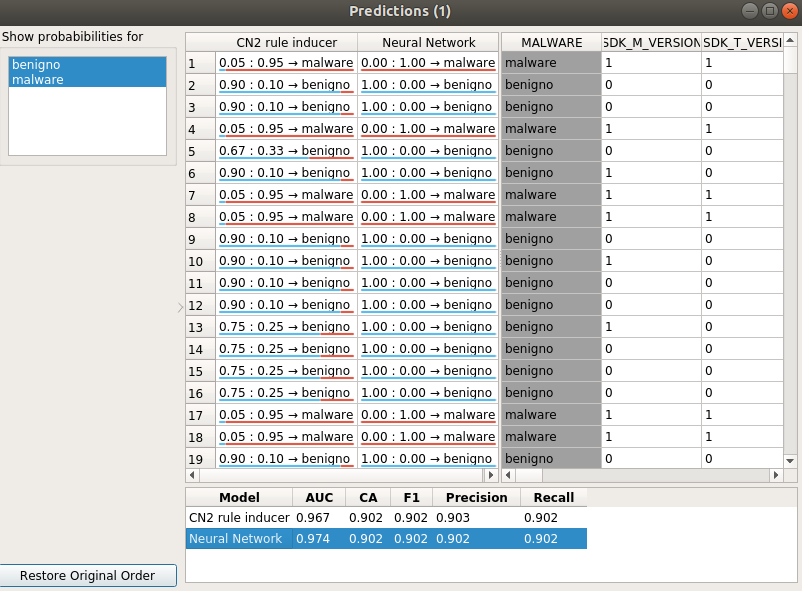 Predictions (1)
Show probabibilities for
benigno
malware
CN2 rule inducer Neural Network MALWARE SDK_M_VERSION SDK_T_VERSI
1 0.05 : 0.95 → malware 0.00 : 1.00 → malware malware 1 1
2 0.90 : 0.10 → benigno 1.00 : 0.00 → benigno benigno 0 0
3 0.90 : 0.10 → benigno 1.00 : 0.00 → benigno benigno 0 0
4 0.05 : 0.95 → malware 0.00 : 1.00 → malware malware 1 1
5 0.67 : 0.33 → benigno 1.00 : 0.00 → benigno benigno 0 0
6 0.90 : 0.10 → benigno 1.00 : 0.00 → benigno benigno 1 0
7 0.05 : 0.95 → malware 0.00 : 1.00 → malware malware 1 1
8 0.05 : 0.95 → malware 0.00 : 1.00 → malware malware 1 1
9 0.90 : 0.10 → benigno 1.00 : 0.00 → benigno benigno 0 0
10 0.90 : 0.10 → benigno 1.00 : 0.00 → benigno benigno 1 0
11 0.90 : 0.10 → benigno 1.00 : 0.00 → benigno benigno 0 0
12 0.90 : 0.10 → benigno 1.00 : 0.00 → benigno benigno 0 0
13 0.75 : 0.25 → benigno 1.00 : 0.00 → benigno benigno 1 0
14 0.75 : 0.25 → benigno 1.00 : 0.00 → benigno benigno 0 0
15 0.75 : 0.25 → benigno 1.00 : 0.00 → benigno benigno 0 0
16 0.75 : 0.25 → benigno 1.00 : 0.00 → benigno benigno 0 0
17 0.05 : 0.95 → malware 0.00 : 1.00 → malware malware 1 1
18 0.05 : 0.95 → malware 0.00 : 1.00 → malware malware 1 1
19 0.90 : 0.10 → benigno 1.00 : 0.00 → benigno benigno 0 0
Model AUC CA F1 Precision Recall
CN2 rule inducer 0.967 0.902 0.902 0.903 0.902
Neural Network 0.974 0.902 0.902 0.902 0.902
Restore Original Order